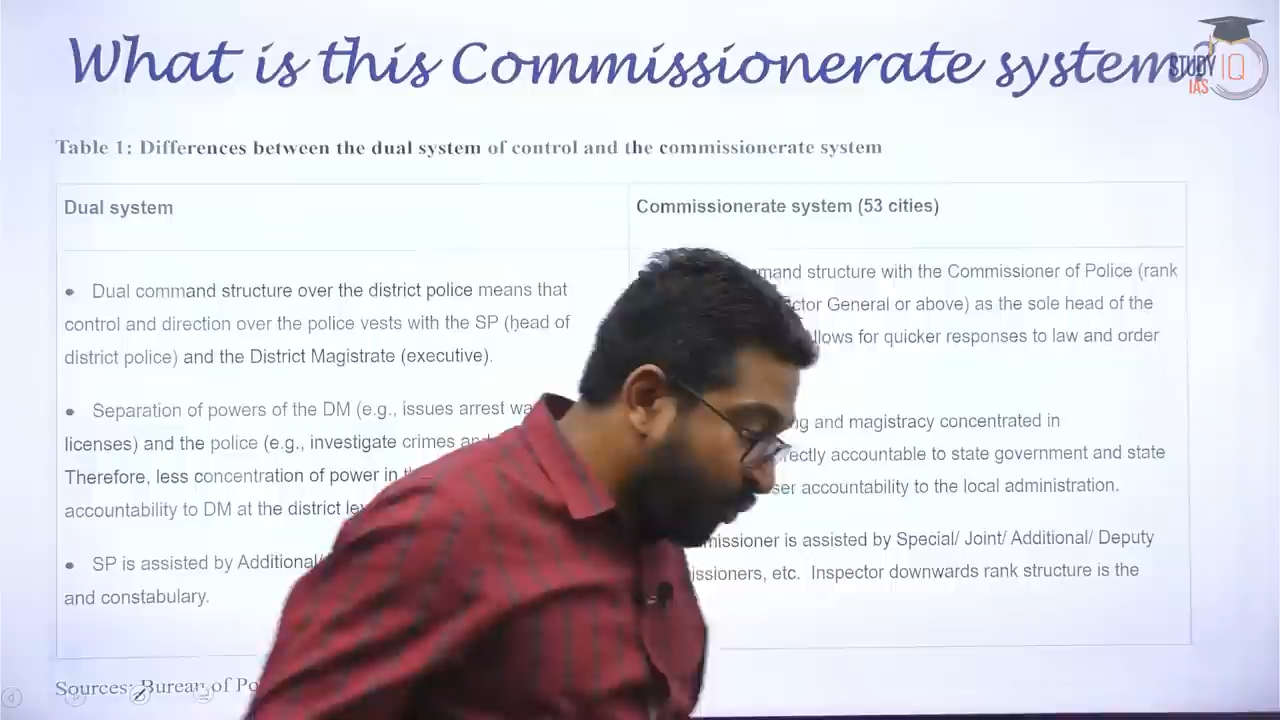 What is this Commissionerate system?
STUDY IQ
IAS
Table 1: Differences between the dual system of control and the commissionerate system
Dual system
Commissionerate system (53 cities)
● Dual command structure over the district police means that
control and direction over the police vests with the SP (head of
district police) and the District Magistrate (executive).
● Separation of powers of the DM (e.g., issues arrest
licenses) and the police (e.g., investigate crimes
Therefore, less concentration of power in
accountability to DM at the district
● SP is assisted by Additional/
and constabulary.
structure with the Commissioner of Police (rank
General or above) as the sole head of the
for quicker responses to law and order
and magistracy concentrated in
accountable to state government and state
accountability to the local administration.
is assisted by Special/ Joint/ Additional/ Deputy
etc. Inspector downwards rank structure is the
Sources: Bureau of